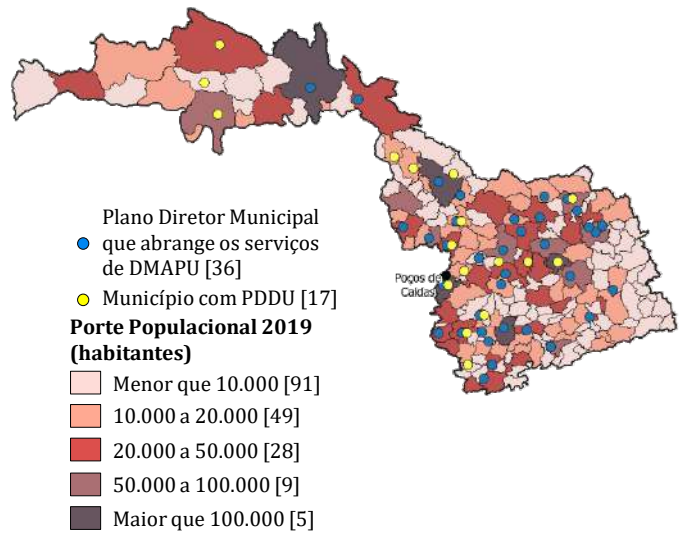 Plano Diretor Municipal
que abrange os serviços
de DMAPU [36]
Município com PDDU [17]
Porte Populacional 2019
(habitantes)
Menor que 10.000 [91]
10.000 a 20.000 [49]
20.000 a 50.000 [28]
50.000 a 100.000 [9]
Maior que 100.000 [5]
Poços de
Caldas